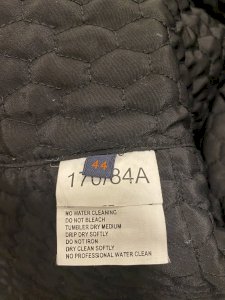 44
170/84A
NO WATER CLEANING
DO NOT BLEACH
TUMBLES DRY MEDIUM
DRIP DRY SOFTLY
DO NOT IRON
DRY CLEAN SOFTLY
NO PROFESSIONAL WATER CLEAN